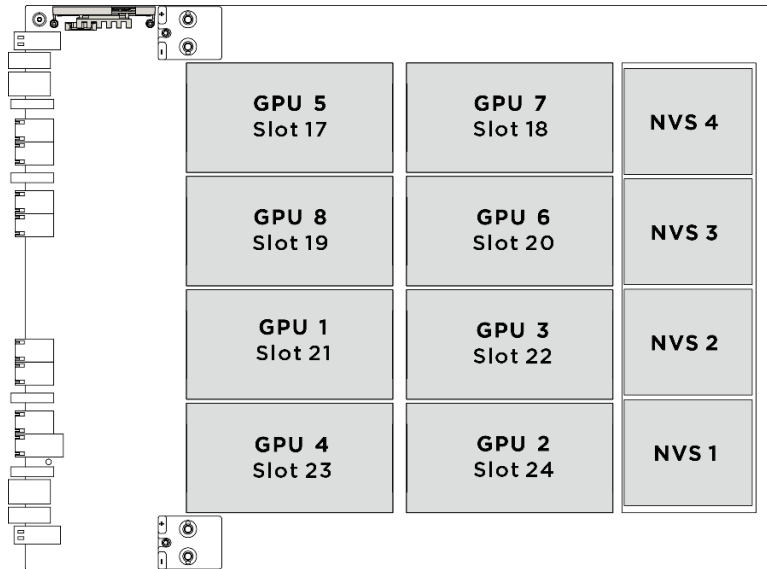 GPU 5
Slot 17
GPU 7
Slot 18
NVS 4
GPU 8
Slot 19
GPU 6
Slot 20
NVS 3
GPU 1
Slot 21
GPU 3
Slot 22
NVS 2
GPU 4
Slot 23
GPU 2
Slot 24
NVS 1